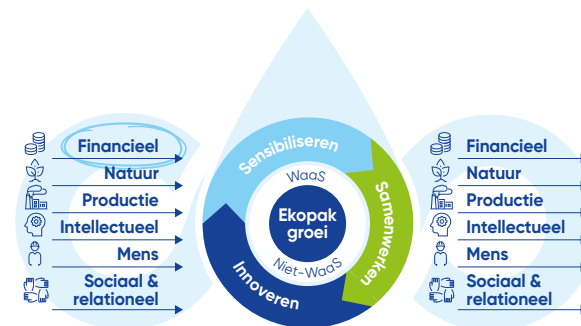 Financieel
Natuur
Productie
Intellectueel
Mens
Sociaal &
relationeel
Sensibiliseren
Samenwerken
Innoveren
WaaS
Ekopak
groei
Niet-WaaS
Financieel
Natuur
Productie
Intellectueel
Mens
Sociaal &
relationeel